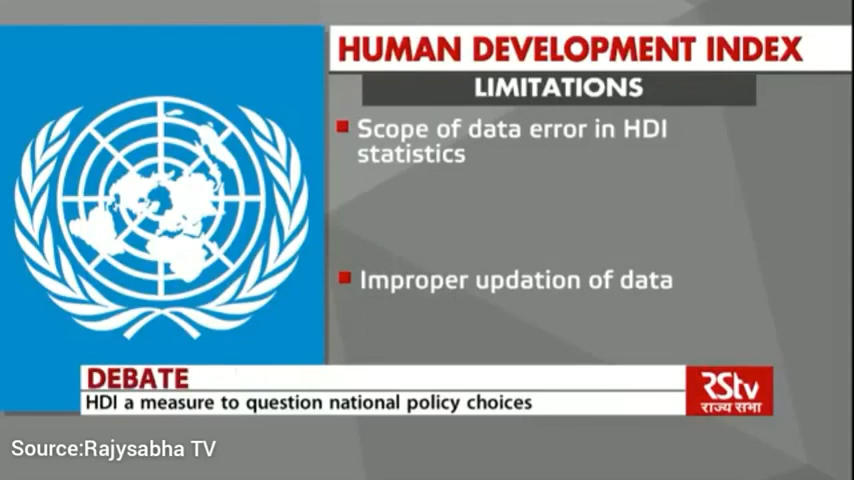 HUMAN DEVELOPMENT INDEX
LIMITATIONS
Scope of data error in HDI
statistics
Improper updation of data
DEBATE
HDI a measure to question national policy choices
RStv
राज्य सभा
Source:Rajysabha TV